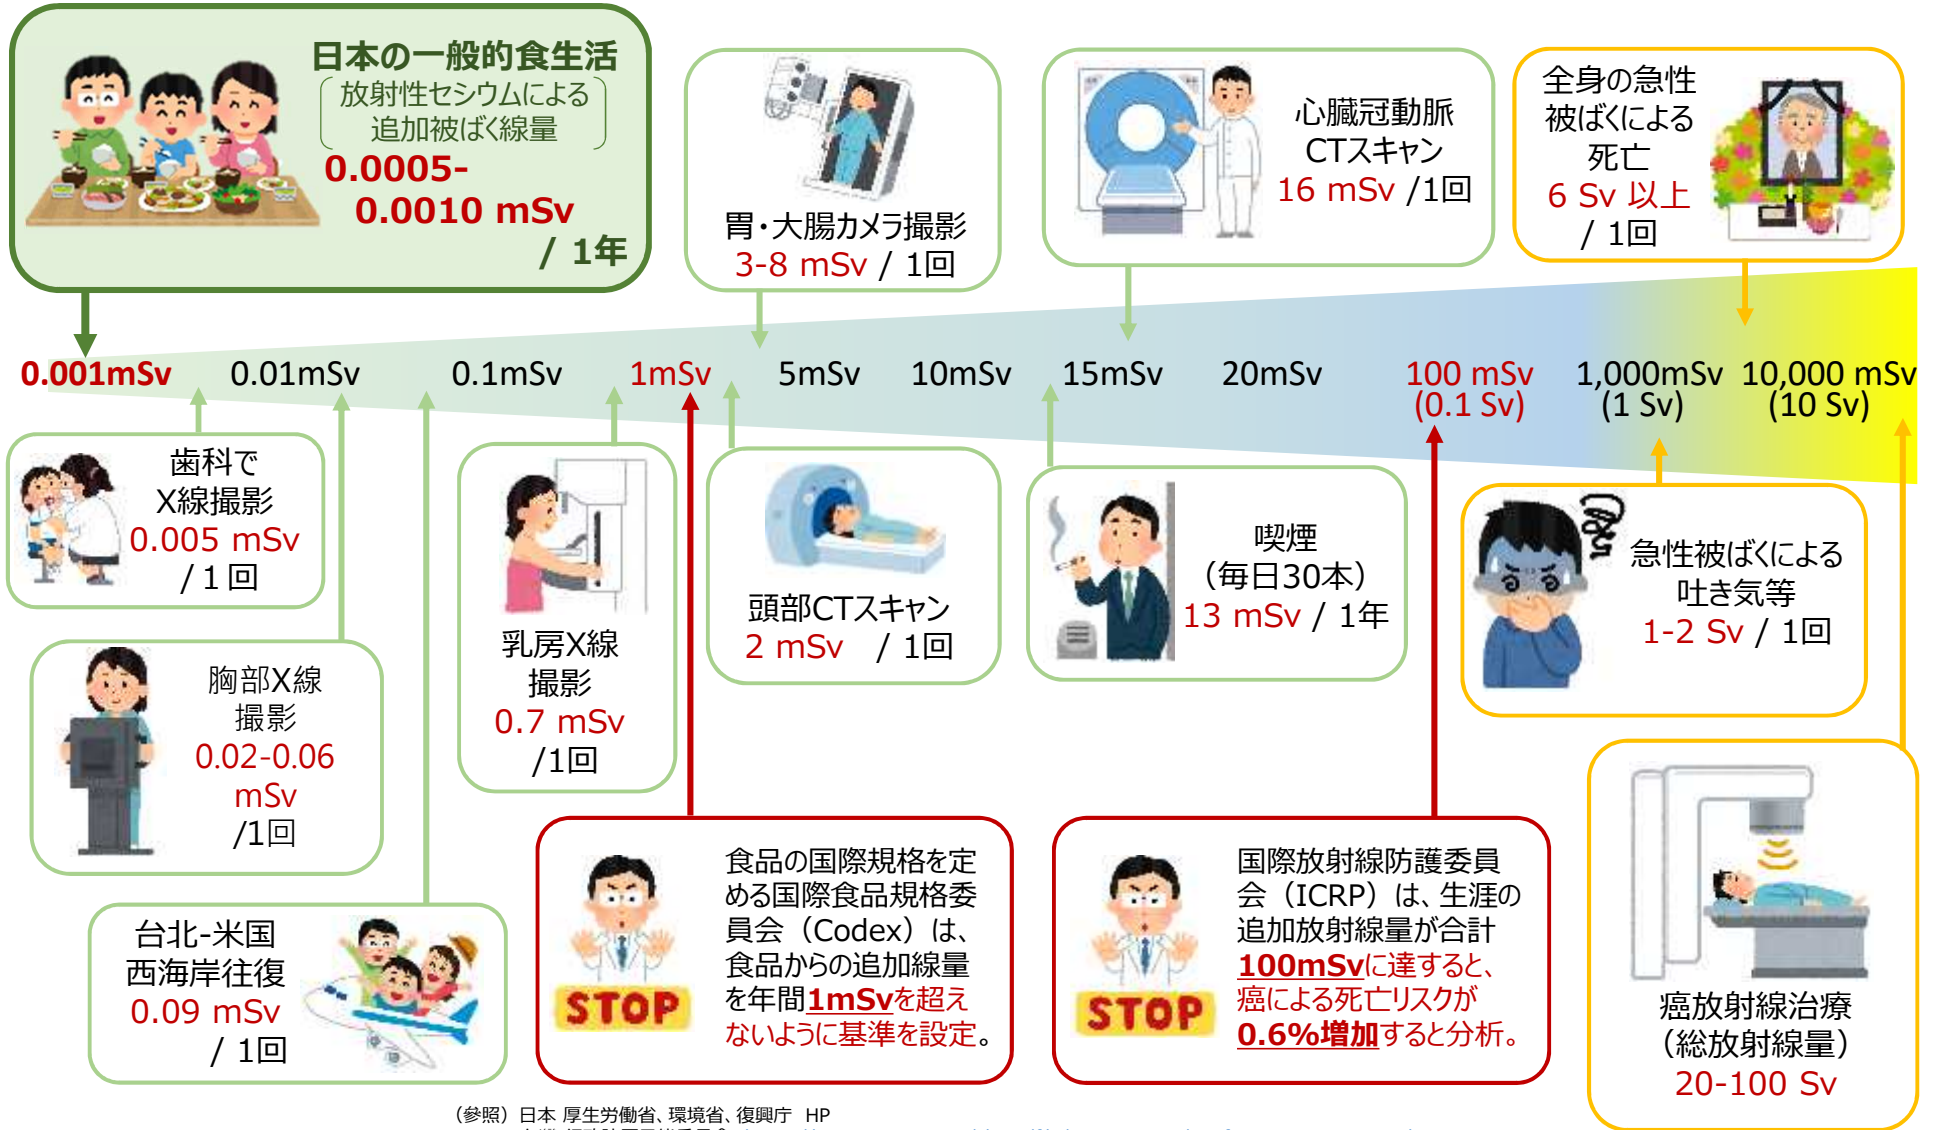 日本の一般的食生活
放射性セシウムによる
追加被ばく線量
0.0005-
0.0010 mSv
/ 1年
胃・大腸カメラ撮影
3-8 mSv / 1回
心臓冠動脈
CTスキャン
16 mSv /1回
全身の急性
被ばくによる
死亡
6 Sv 以上
/ 1回
0.001mSv
0.01mSv
0.1mSv
1mSv
5mSv
10mSv
15mSv
20mSv
100 mSv
(0.1 Sv)
1,000mSv
(1 Sv)
10,000 mSv
(10 Sv)
歯科で
X線撮影
0.005 mSv
/１回
胸部X線
撮影
0.02-0.06
mSv
/1回
台北-米国
西海岸往復
0.09 mSv
/ 1回
乳房X線
撮影
0.7 mSv
/1回
頭部CTスキャン
2 mSv / 1回
喫煙
（毎日30本）
13 mSv / 1年
急性被ばくによる
吐き気等
1-2 Sv / 1回
STOP
食品の国際規格を定
める国際食品規格委
員会（Codex）は、
食品からの追加線量
を年間1mSvを超え
ないように基準を設定。
STOP
国際放射線防護委員
会（ICRP）は、生涯の
追加放射線量が合計
100mSvに達すると、
癌による死亡リスクが
0.6%増加すると分析。
癌放射線治療
（総放射線量）
20-100 Sv
（参照）日本 厚生労働省、環境省、復興庁 HP